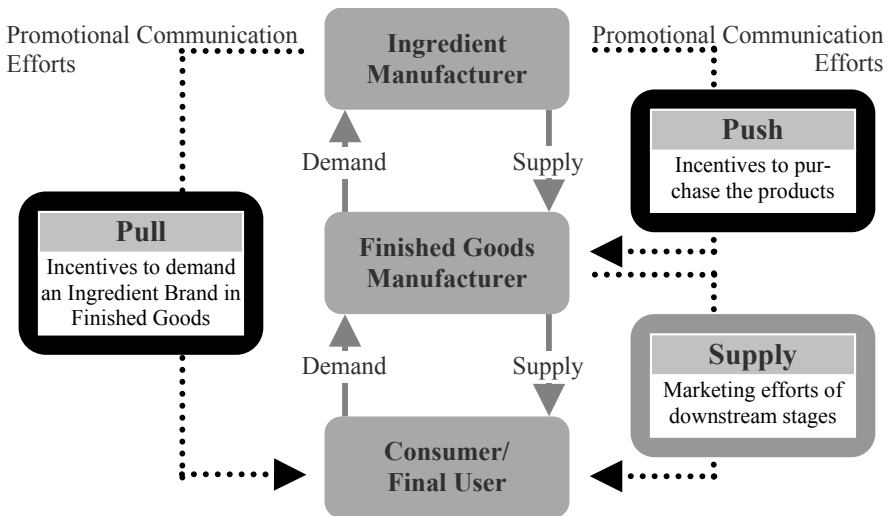 Promotional Communication
Efforts
Ingredient
Manufacturer
Promotional Communication
Efforts
Push
Incentives to pur-
chase the products
Demand
Supply
Pull
Incentives to demand
an Ingredient Brand in
Finished Goods
Finished Goods
Manufacturer
Demand
Supply
Supply
Marketing efforts of
downstream stages
Consumer/
Final User